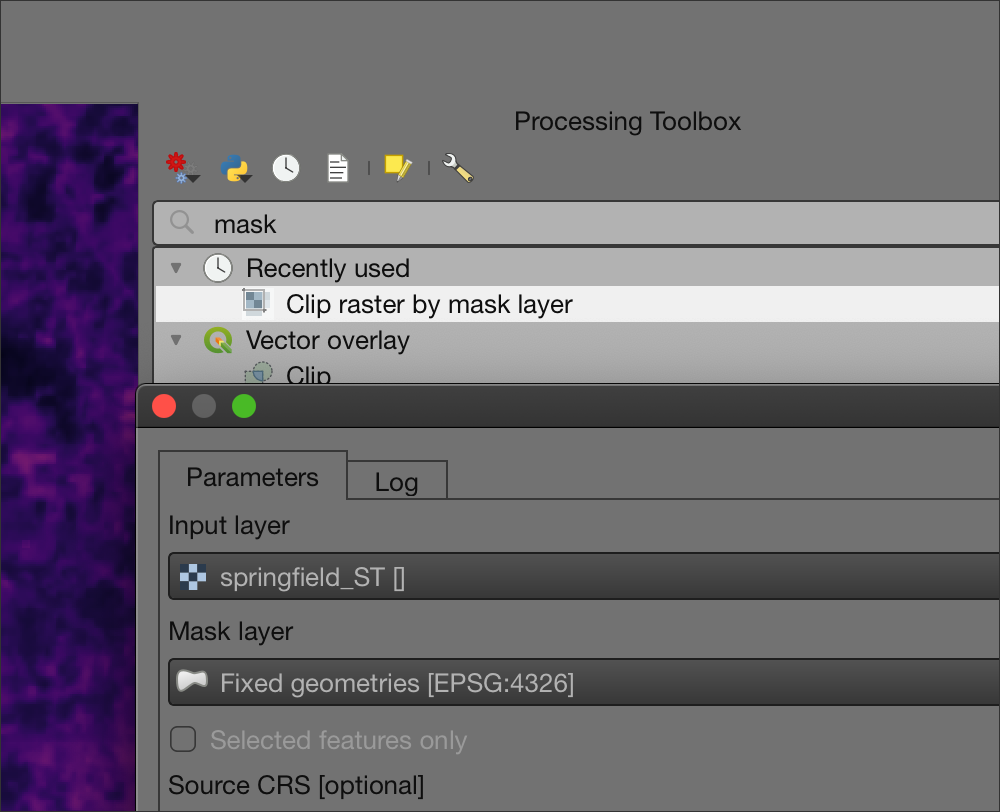 Processing Toolbox
mask
Recently used
Clip raster by mask layer
Vector overlay
Clip
Parameters
Log
Input layer
springfield_ST []
Mask layer
Fixed geometries [EPSG:4326]
Selected features only
Source CRS [optional]